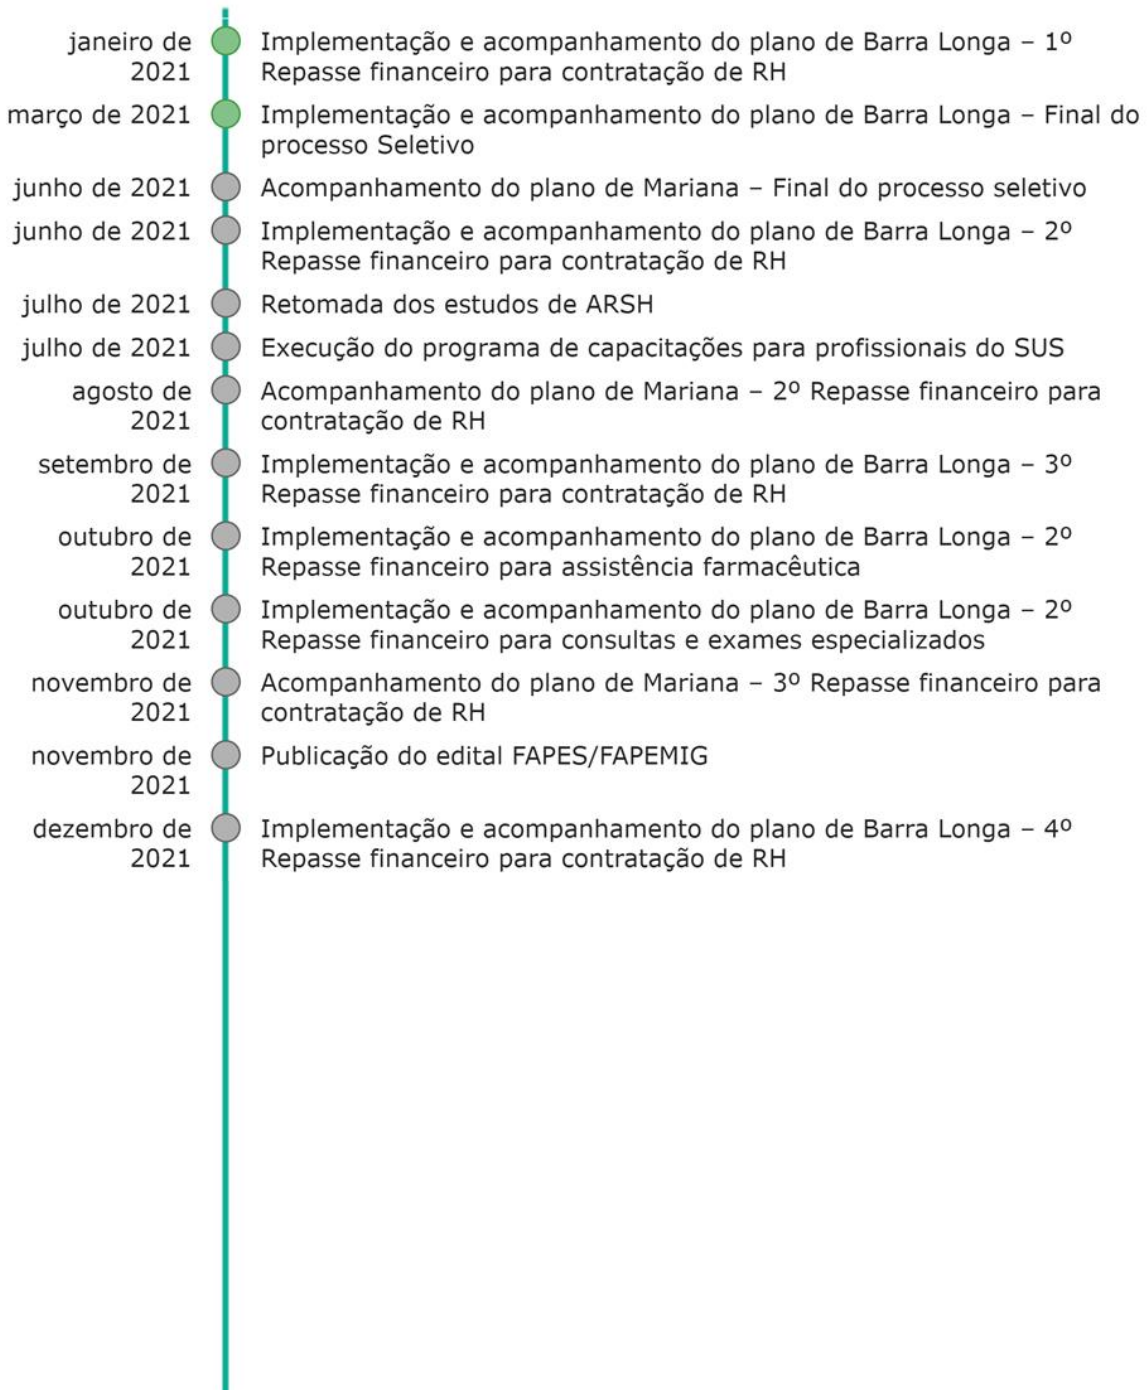 janeiro de 2021
Implementação e acompanhamento do plano de Barra Longa – 1º
Repasse financeiro para contratação de RH
março de 2021
Implementação e acompanhamento do plano de Barra Longa – Final do
processo Seletivo
junho de 2021
Acompanhamento do plano de Mariana – Final do processo seletivo
junho de 2021
Implementação e acompanhamento do plano de Barra Longa – 2º
Repasse financeiro para contratação de RH
julho de 2021
Retomada dos estudos de ARSH
julho de 2021
Execução do programa de capacitações para profissionais do SUS
agosto de
2021
Acompanhamento do plano de Mariana – 2º Repasse financeiro para
contratação de RH
setembro de
2021
Implementação e acompanhamento do plano de Barra Longa – 3º
Repasse financeiro para contratação de RH
outubro de
2021
Implementação e acompanhamento do plano de Barra Longa – 2º
Repasse financeiro para assistência farmacêutica
outubro de
2021
Implementação e acompanhamento do plano de Barra Longa – 2º
Repasse financeiro para consultas e exames especializados
novembro de
2021
Acompanhamento do plano de Mariana – 3º Repasse financeiro para
contratação de RH
novembro de
2021
Publicação do edital FAPES/FAPEMIG
dezembro de
2021
Implementação e acompanhamento do plano de Barra Longa – 4º
Repasse financeiro para contratação de RH